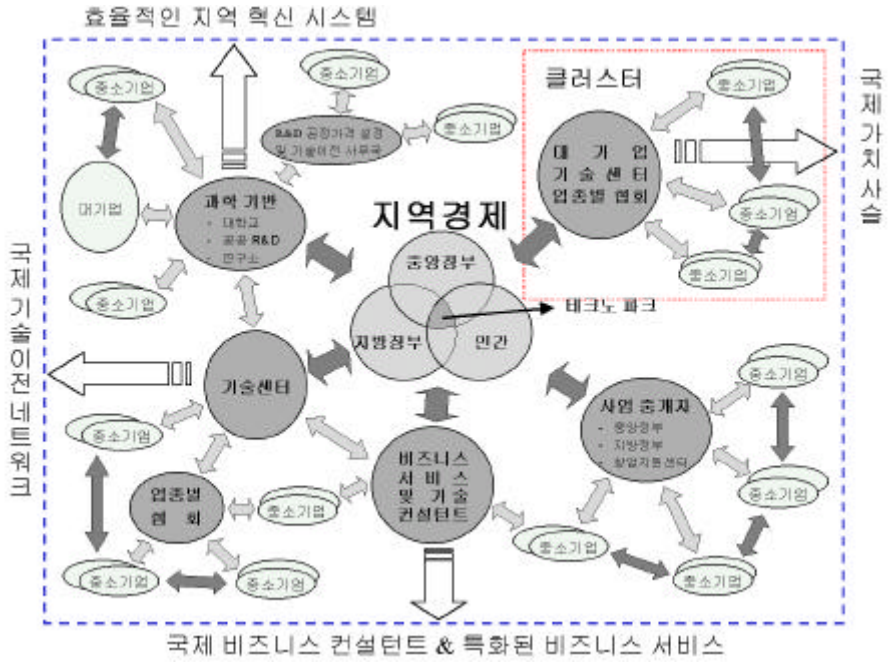 효율적인 지역 혁신 시스템
중소기업
중소기업
R&D 공정가격 설정
및 기술이전 사무국
중소기업
클러스터
중소기업
대 기 업
기 술 센 터
업종별 협회
중소기업
중소기업
국제 가치 사슬
대기업
과학 기반
- 대학교
- 공공 R&D
- 연구소
중소기업
지역경제
중앙정부
지방정부
민간
테크노 파크
국제 기술이전 네트워크
기술센터
중소기업
업종별
협 회
중소기업
중소기업
중소기업
비즈니스
서 비 스
및 기 술
컨설턴트
사업 중개자
- 중앙정부
- 지방정부
- 창업지원센터
중소기업
중소기업
중소기업
중소기업
국제 비즈니스 컨설턴트 & 특화된 비즈니스 서비스